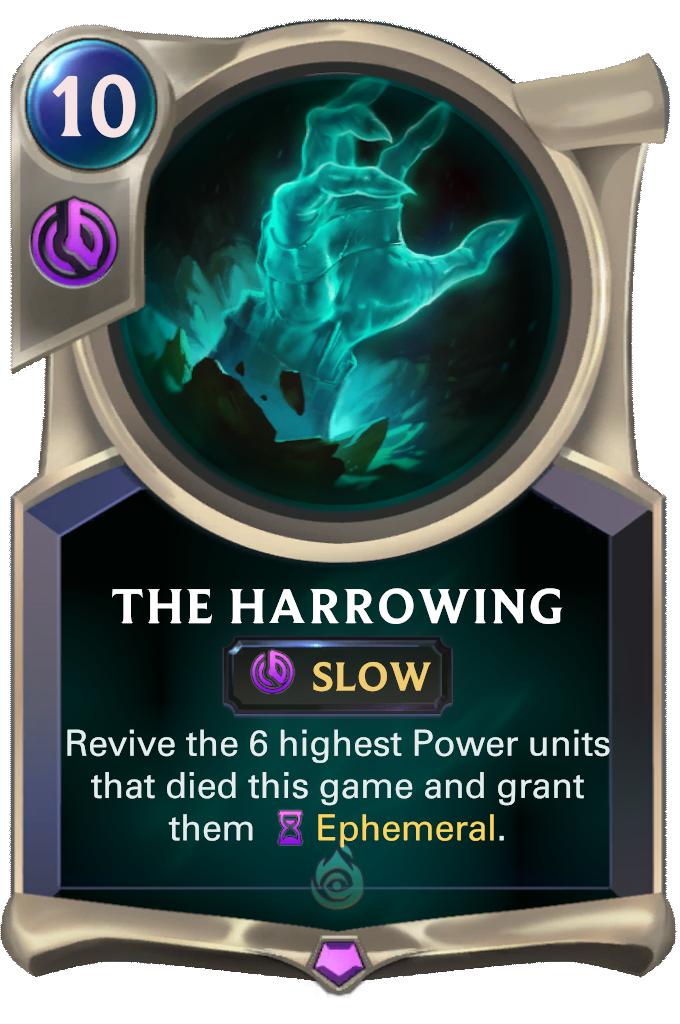 10
THE HARROWING
SLOW
Revive the 6 highest Power units
that died this game and grant
them Ephemeral.